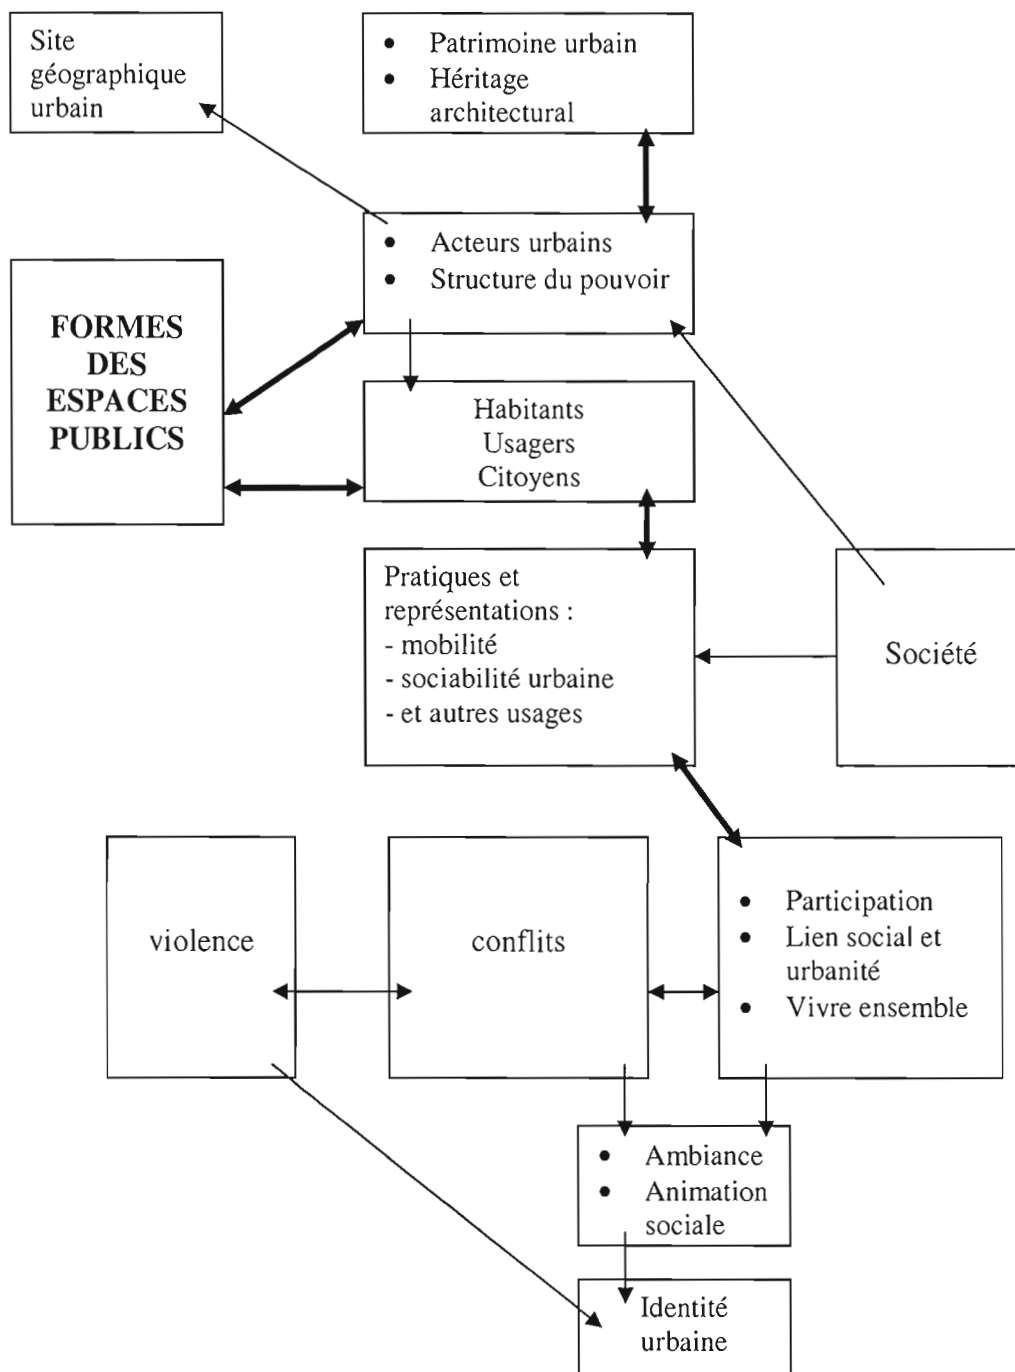 Site
géographique
urbain
• Patrimoine urbain
• Héritage
architectural
• Acteurs urbains
• Structure du pouvoir
FORMES
DES
ESPACES
PUBLICS
Habitants
Usagers
Citoyens
Pratiques et
représentations :
- mobilité
- sociabilité urbaine
- et autres usages
Société
violence
conflits
• Participation
• Lien social et
urbanité
• Vivre ensemble
• Ambiance
• Animation
sociale
Identité
urbaine